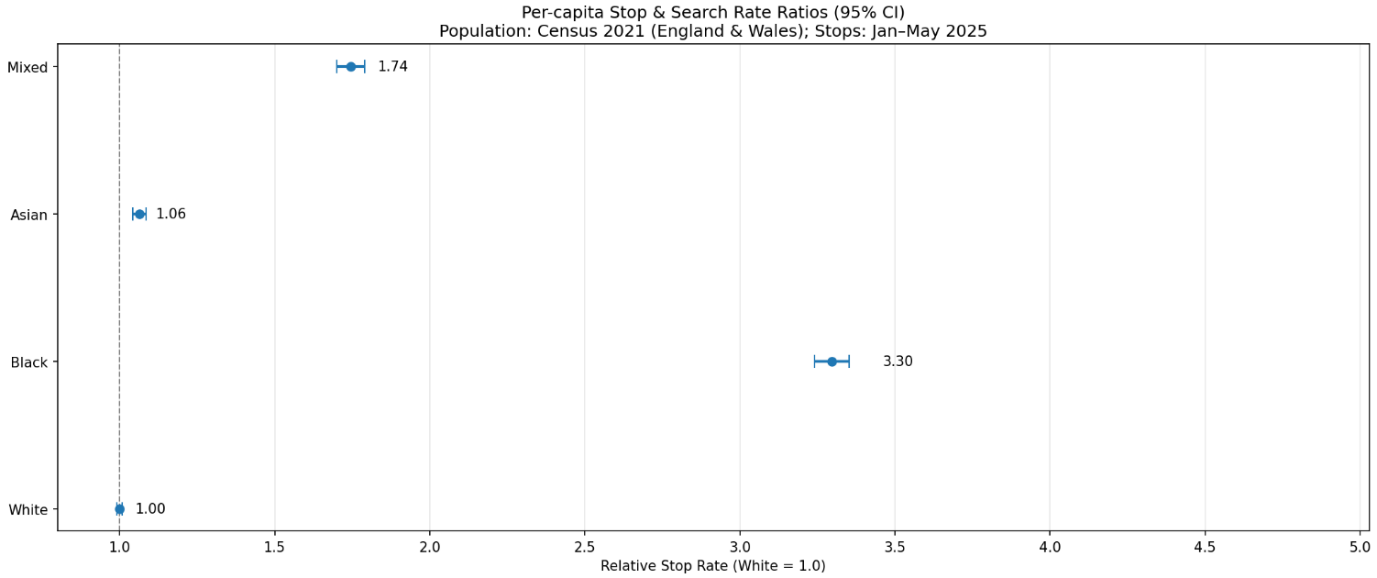 Per-capita Stop & Search Rate Ratios (95% CI)
Population: Census 2021 (England & Wales); Stops: Jan–May 2025
Mixed
1.74
Asian
1.06
Black
3.30
White
1.00
1.0 1.5 2.0 2.5 3.0 3.5 4.0 4.5 5.0
Relative Stop Rate (White = 1.0)